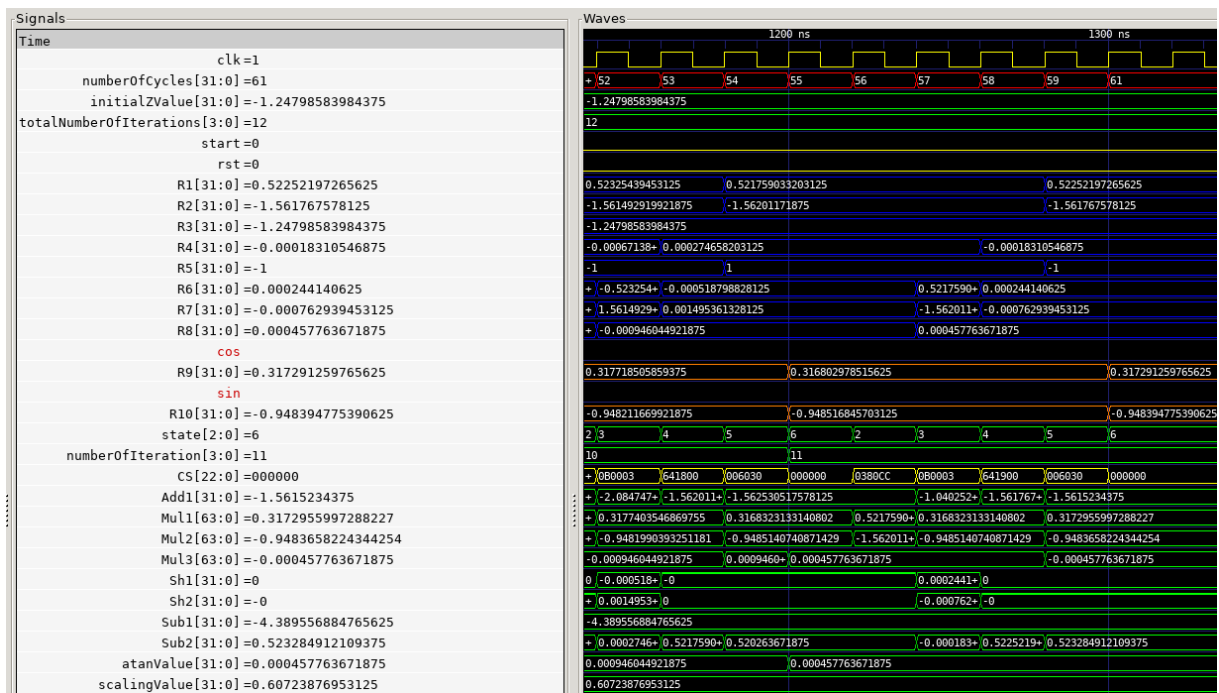 Signals
Waves
Time
1200 ns 1300 ns
clk =1
numberOfCycles[31:0] =61 + 52 53 54 55 56 57 58 59 61
initialZValue[31:0] =-1.24798583984375 -1.24798583984375
totalNumberOfIterations[3:0] =12 12
start =0
rst =0
R1[31:0] =0.52252197265625 0.52325439453125 0.521759033203125 0.52252197265625
R2[31:0] =-1.561767578125 -1.561492919921875 -1.56201171875 -1.561767578125
R3[31:0] =-1.24798583984375 -1.24798583984375
R4[31:0] =-0.00018310546875 -0.00067138+ 0.000274658203125 -0.00018310546875
R5[31:0] =-1 -1 1 -1
R6[31:0] =0.000244140625 + -0.523254+ -0.000518798828125 0.5217590+ 0.000244140625
R7[31:0] =-0.000762939453125 + 1.5614929+ 0.001495361328125 -1.562011+ -0.000762939453125
R8[31:0] =0.000457763671875 + -0.000946044921875 0.000457763671875
cos
R9[31:0] =0.317291259765625 0.317718505859375 0.316802978515625 0.317291259765625
sin
R10[31:0] =-0.948394775390625 -0.948211669921875 -0.948516845703125 -0.948394775390625
state[2:0] =6 2 3 4 5 6 2 3 4 5 6
numberOfIteration[3:0] =11 10 11
CS[22:0] =000000 + 0B0003 641800 006030 000000 0380CC 0B0003 641900 006030 000000
Add1[31:0] =-1.5615234375 + -2.084747+ -1.562011+ -1.562530517578125 -1.040252+ -1.561767+ -1.5615234375
Mul1[63:0] =0.3172955997288227 + 0.3177403546869755 0.3168323133140802 0.5217590+ 0.3168323133140802 0.3172955997288227
Mul2[63:0] =-0.9483658224344254 + -0.9481990393251181 -0.9485140740871429 -1.562011+ -0.9485140740871429 -0.9483658224344254
Mul3[63:0] =-0.000457763671875 -0.000946044921875 0.0009460+ 0.000457763671875 -0.000457763671875
Sh1[31:0] =0 0 -0.000518+ -0 0.0002441+ 0
Sh2[31:0] =-0 + 0.0014953+ 0 -0.000762+ -0
Sub1[31:0] =-4.389556884765625 -4.389556884765625
Sub2[31:0] =0.523284912109375 + 0.0002746+ 0.5217590+ 0.520263671875 -0.000183+ 0.5225219+ 0.523284912109375
atanValue[31:0] =0.000457763671875 0.000946044921875 0.000457763671875
scalingValue[31:0] =0.60723876953125 0.60723876953125